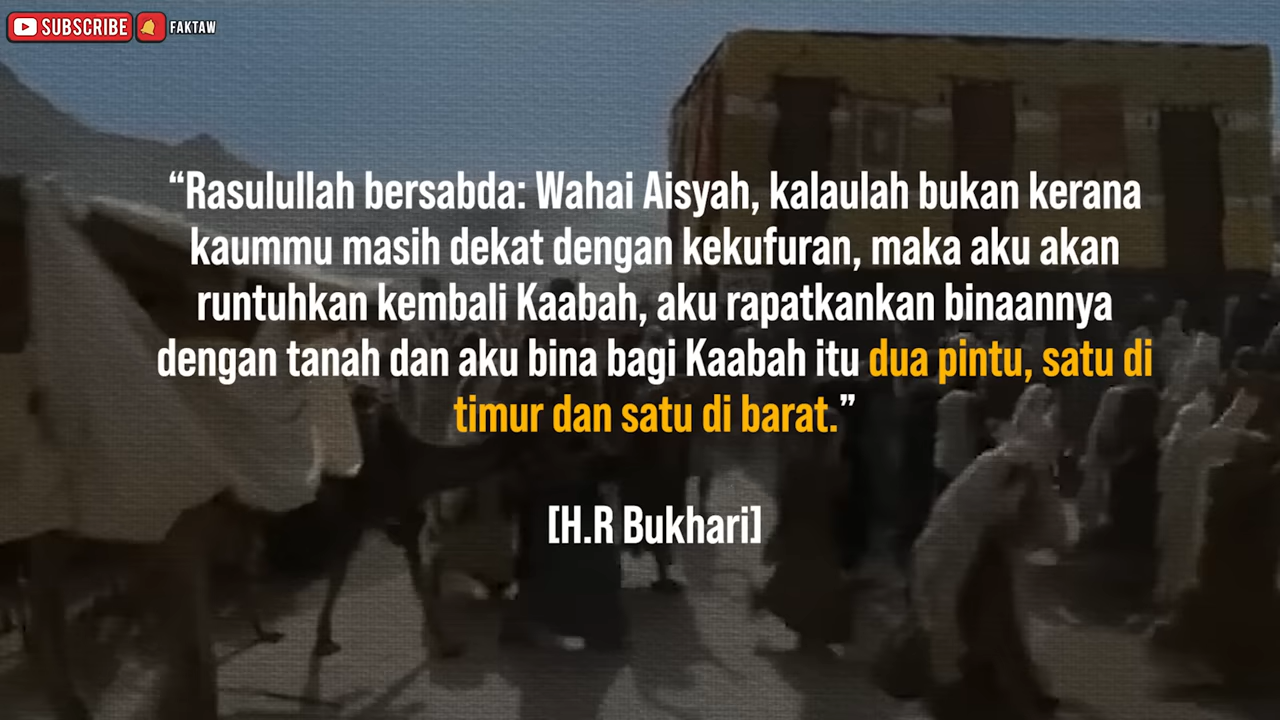 SUBSCRIBE FAKTAW
“Rasulullah bersabda: Wahai Aisyah, kalaulah bukan kerana
kaummu masih dekat dengan kekufuran, maka aku akan
runtuhkan kembali Kaabah, aku rapatkankan binaannya
dengan tanah dan aku bina bagi Kaabah itu dua pintu, satu di
timur dan satu di barat.”
[H.R Bukhari]